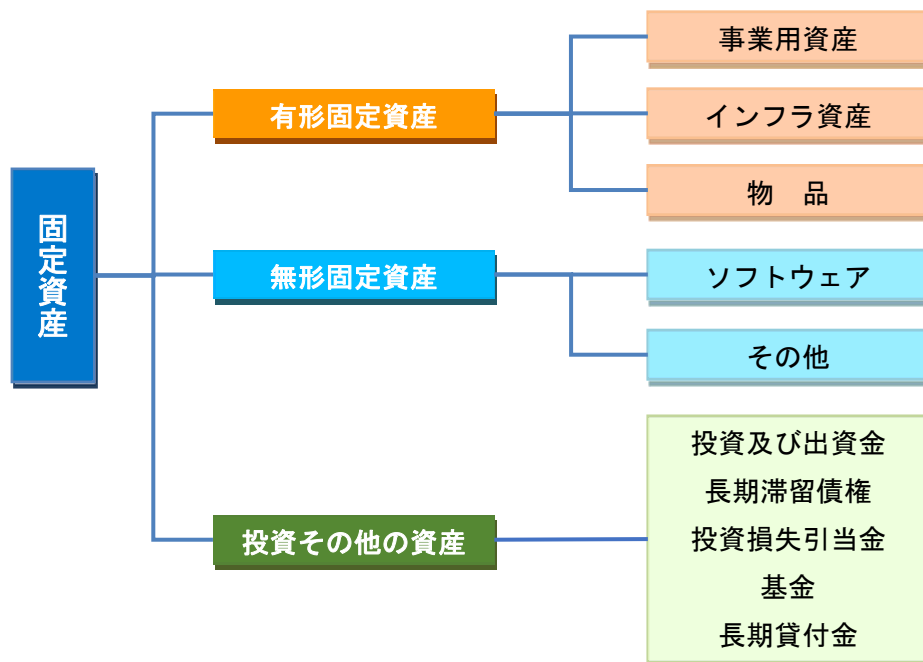 固定資産
有形固定資産
事業用資産
インフラ資産
物　品
無形固定資産
ソフトウェア
その他
投資その他の資産
投資及び出資金
長期滞留債権
投資損失引当金
基金
長期貸付金